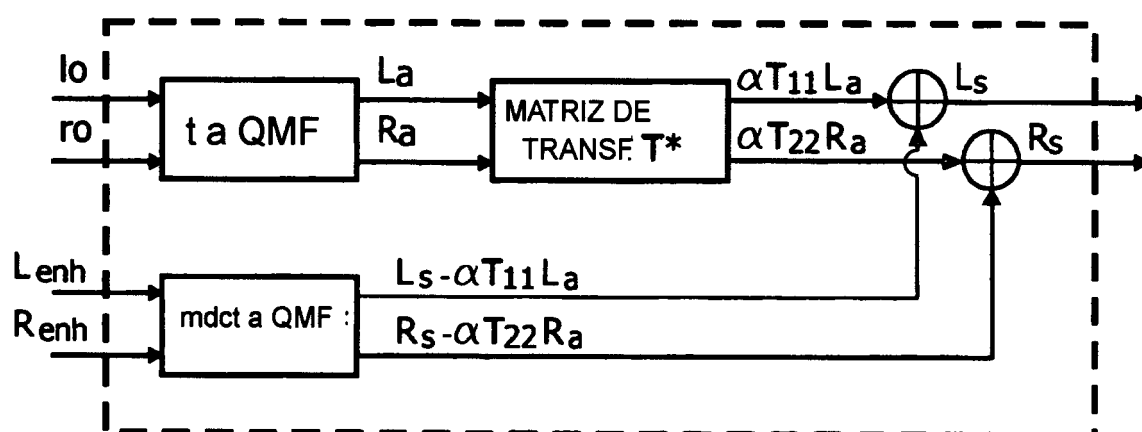 lo
ro
t a QMF
La
Ra
MATRIZ DE
TRANSF. T*
αT11La
αT22Ra
Ls
Rs
Lenh
Renh
mdct a QMF :
Ls-αT11La
Rs-αT22Ra